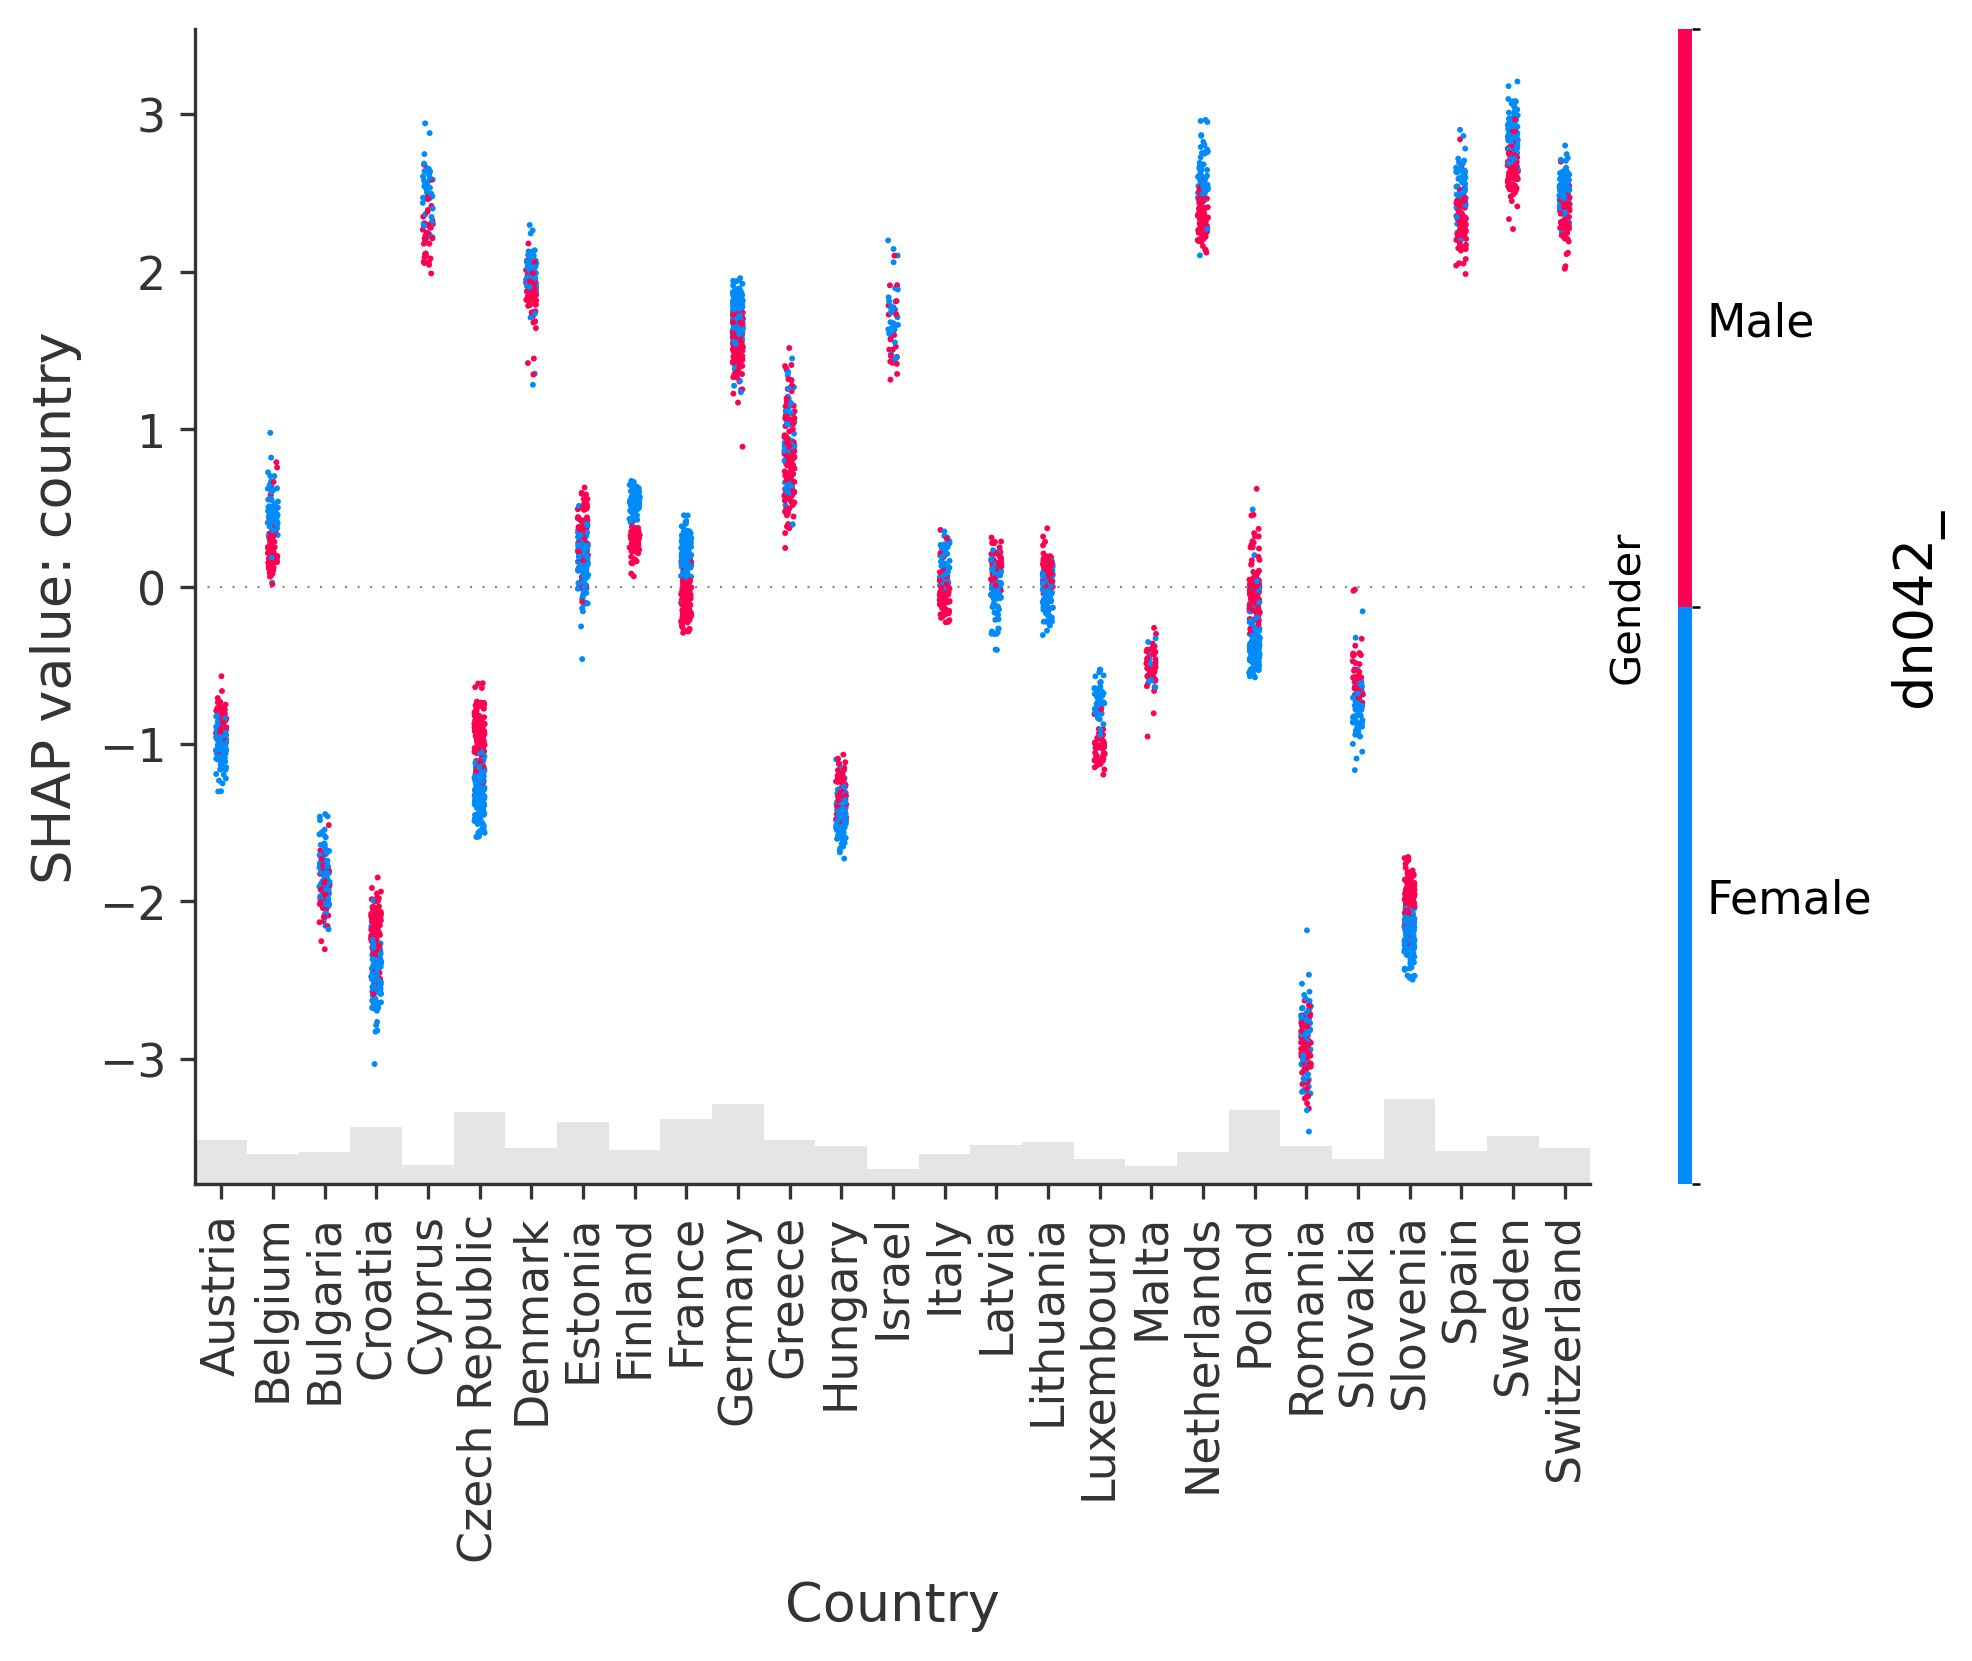 3
2
1
0
−1
−2
−3
SHAP value: country
Austria
Belgium
Bulgaria
Croatia
Cyprus
Czech Republic
Denmark
Estonia
Finland
France
Germany
Greece
Hungary
Israel
Italy
Latvia
Lithuania
Luxembourg
Malta
Netherlands
Poland
Romania
Slovakia
Slovenia
Spain
Sweden
Switzerland
Country
Gender
Male
Female
dn042_